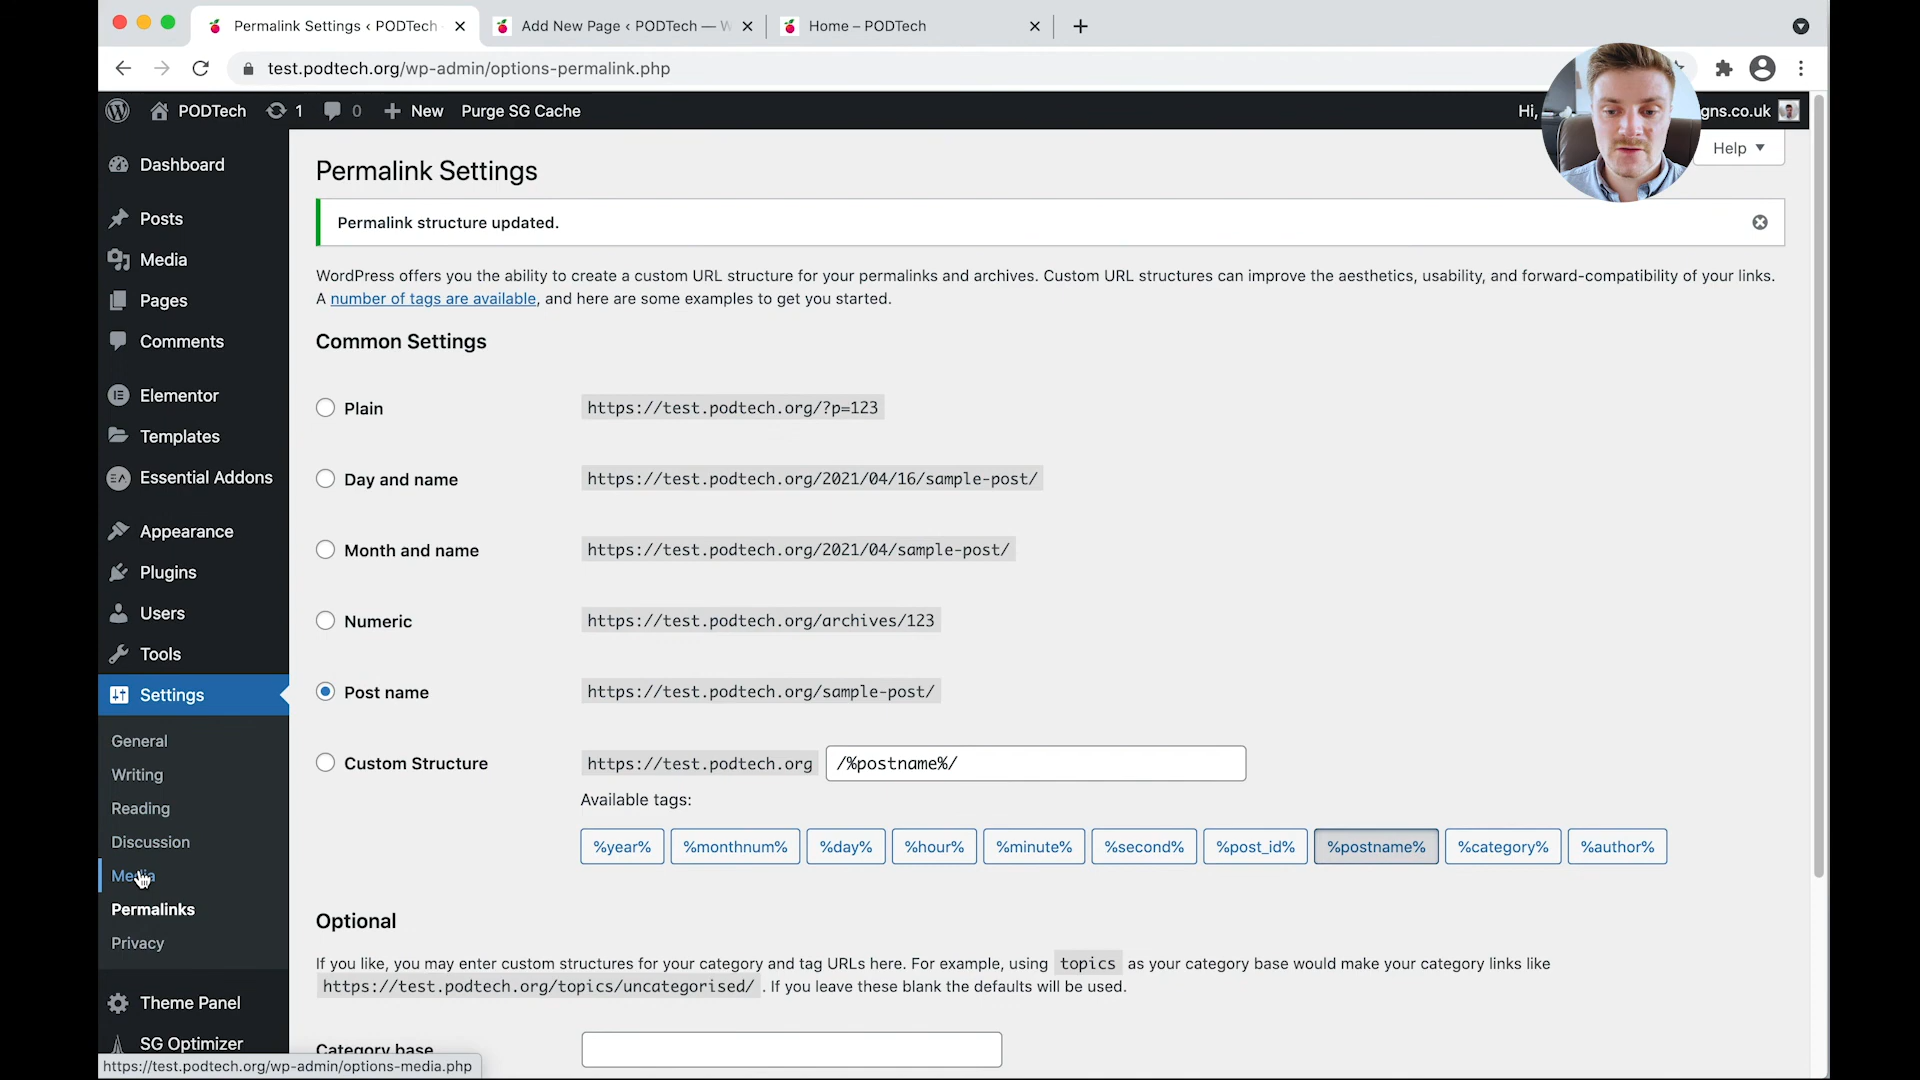 Permalink Settings ‹ PODTech
Add New Page ‹ PODTech — W
Home – PODTech
test.podtech.org/wp-admin/options-permalink.php
PODTech
1
0
New
Purge SG Cache
Hi,
gns.co.uk
Help
Dashboard
Posts
Media
Pages
Comments
Elementor
Templates
Essential Addons
Appearance
Plugins
Users
Tools
Settings
General
Writing
Reading
Discussion
Media
Permalinks
Privacy
Theme Panel
SG Optimizer
https://test.podtech.org/wp-admin/options-media.php
Permalink Settings
Permalink structure updated.
WordPress offers you the ability to create a custom URL structure for your permalinks and archives. Custom URL structures can improve the aesthetics, usability, and forward-compatibility of your links.
A number of tags are available, and here are some examples to get you started.
Common Settings
Plain https://test.podtech.org/?p=123
Day and name https://test.podtech.org/2021/04/16/sample-post/
Month and name https://test.podtech.org/2021/04/sample-post/
Numeric https://test.podtech.org/archives/123
Post name https://test.podtech.org/sample-post/
Custom Structure https://test.podtech.org /%postname%/
Available tags:
%year% %monthnum% %day% %hour% %minute% %second% %post_id% %postname% %category% %author%
Optional
If you like, you may enter custom structures for your category and tag URLs here. For example, using topics as your category base would make your category links like
https://test.podtech.org/topics/uncategorised/ . If you leave these blank the defaults will be used.
Category base